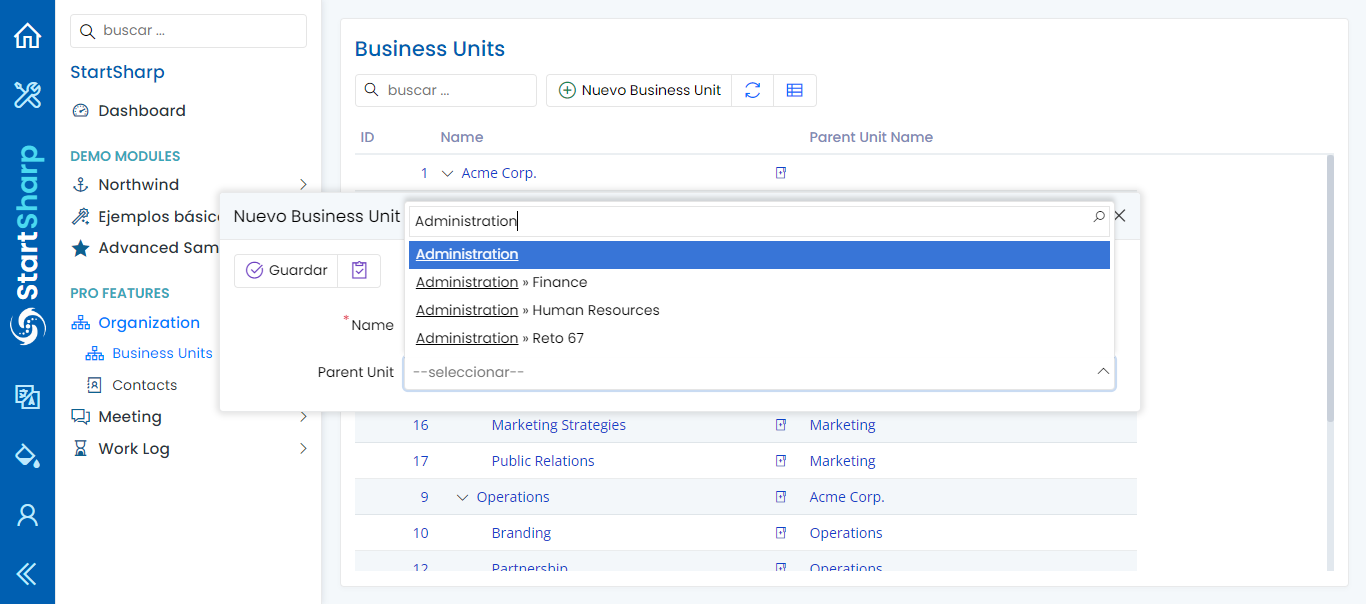 buscar ...
StartSharp
Dashboard
DEMO MODULES
Northwind
Ejemplos básic
Advanced Sam
PRO FEATURES
Organization
Business Units
Contacts
Meeting
Work Log
StartSharp
Business Units
buscar ...
Nuevo Business Unit
ID Name Parent Unit Name
1 Acme Corp.
Nuevo Business Unit
Administration
Guardar
Administration
Administration » Finance
Administration » Human Resources
Administration » Reto 67
*Name
Parent Unit --seleccionar--
16 Marketing Strategies Marketing
17 Public Relations Marketing
9 Operations Acme Corp.
10 Branding Operations
12 Partnership Operations